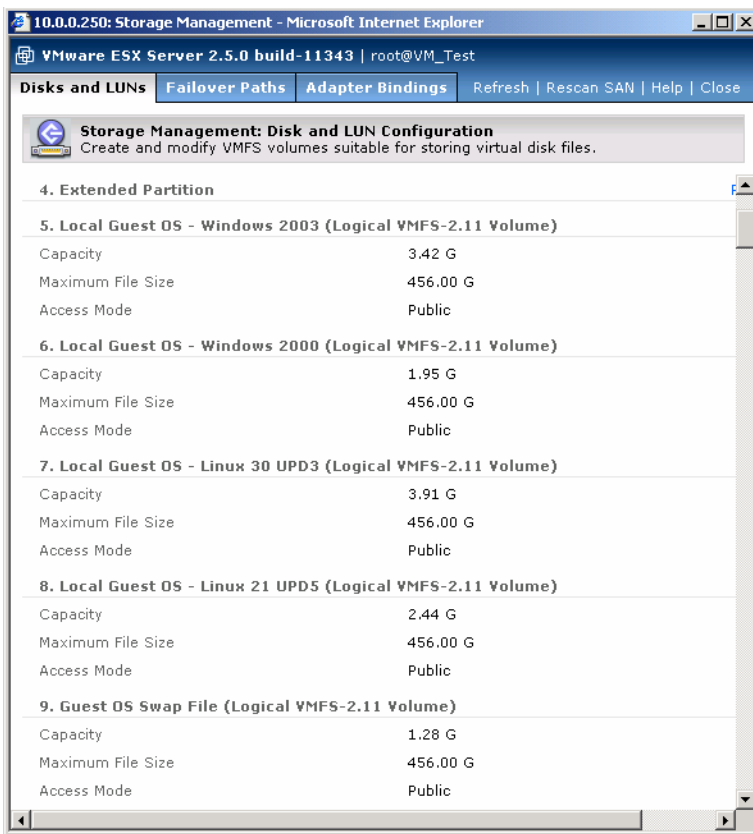 10.0.0.250: Storage Management - Microsoft Internet Explorer
VMware ESX Server 2.5.0 build-11343 | root@VM_Test
Disks and LUNs Failover Paths Adapter Bindings Refresh | Rescan SAN | Help | Close
Storage Management: Disk and LUN Configuration
Create and modify VMFS volumes suitable for storing virtual disk files.
4. Extended Partition
5. Local Guest OS - Windows 2003 (Logical VMFS-2.11 Volume)
Capacity 3.42 G
Maximum File Size 456.00 G
Access Mode Public
6. Local Guest OS - Windows 2000 (Logical VMFS-2.11 Volume)
Capacity 1.95 G
Maximum File Size 456.00 G
Access Mode Public
7. Local Guest OS - Linux 30 UPD3 (Logical VMFS-2.11 Volume)
Capacity 3.91 G
Maximum File Size 456.00 G
Access Mode Public
8. Local Guest OS - Linux 21 UPD5 (Logical VMFS-2.11 Volume)
Capacity 2.44 G
Maximum File Size 456.00 G
Access Mode Public
9. Guest OS Swap File (Logical VMFS-2.11 Volume)
Capacity 1.28 G
Maximum File Size 456.00 G
Access Mode Public